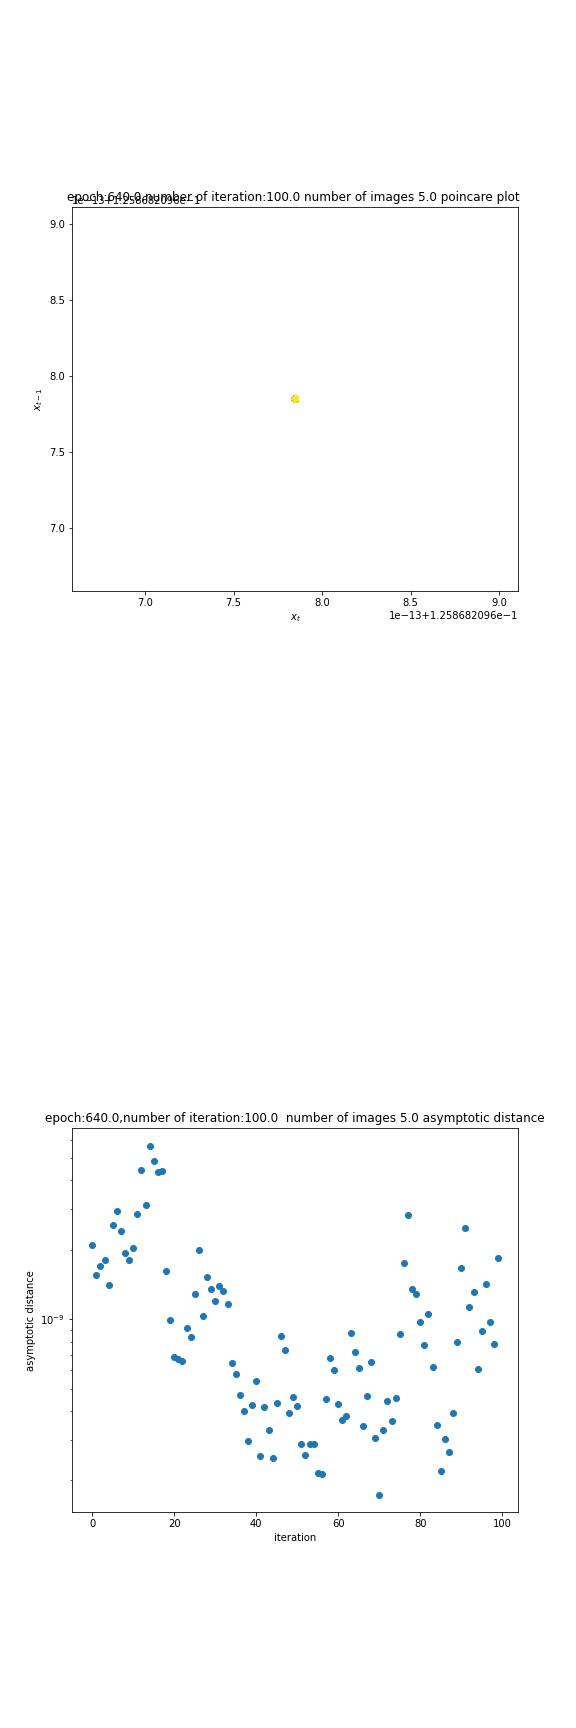 epoch:640.0,number of iteration:100.0 number of images 5.0 poincare plot
1e−13+1.258682096e−1
9.0
8.5
8.0
7.5
7.0
x_{t−1}
7.0 7.5 8.0 8.5 9.0
x_t
1e−13+1.258682096e−1
epoch:640.0,number of iteration:100.0  number of images 5.0 asymptotic distance
10^{−9}
asymptotic distance
0 20 40 60 80 100
iteration